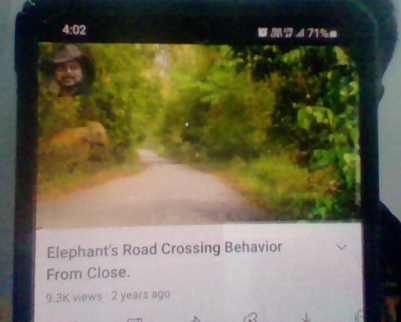 4:02
71%
Elephant's Road Crossing Behavior
From Close.
9.3K views · 2 years ago